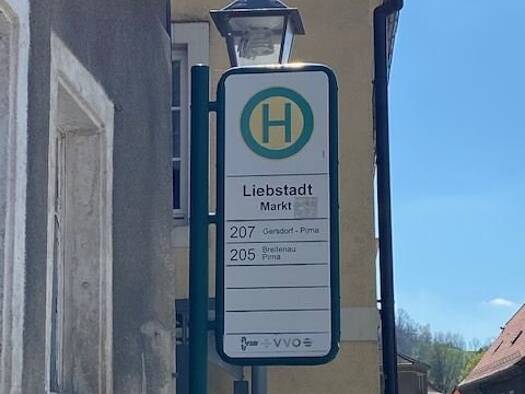 H
Liebstadt
Markt
207 Gersdorf - Pirna
205 Breitenau
Pirna
VVO